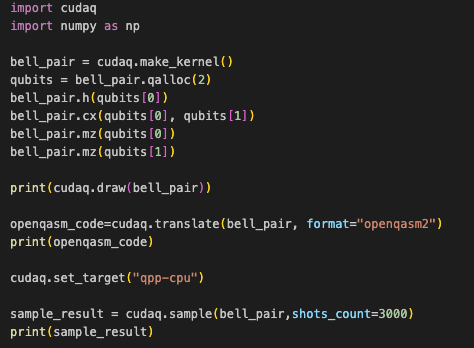 import cudaq
import numpy as np
bell_pair = cudaq.make_kernel()
qubits = bell_pair.qalloc(2)
bell_pair.h(qubits[0])
bell_pair.cx(qubits[0], qubits[1])
bell_pair.mz(qubits[0])
bell_pair.mz(qubits[1])
print(cudaq.draw(bell_pair))
openqasm_code=cudaq.translate(bell_pair, format="openqasm2")
print(openqasm_code)
cudaq.set_target("qpp-cpu")
sample_result = cudaq.sample(bell_pair,shots_count=3000)
print(sample_result)